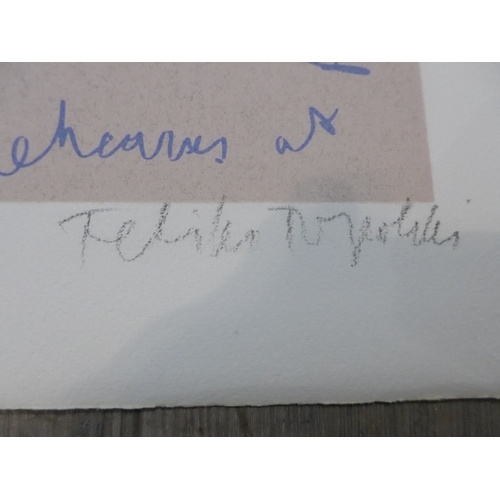 ehearses at
Feliks Topolski